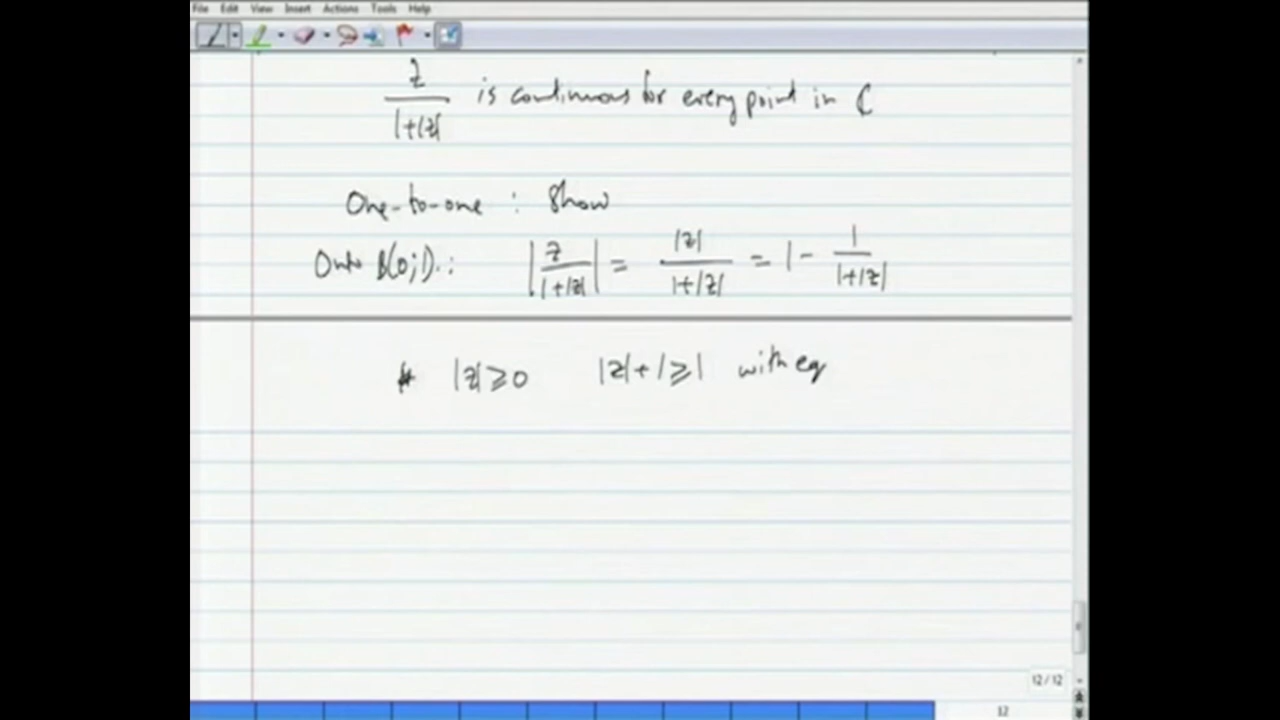 File Edit View Insert Actions Tools Help
z/(1+|z|) is continuous for every point in ℂ
One-to-one : Show
Onto B(0;1) : |z/(1+|z|)| = |z|/(1+|z|) = 1 - 1/(1+|z|)
|z| ≥ 0 |z| + 1 ≥ 1 with eq
12 / 12
12